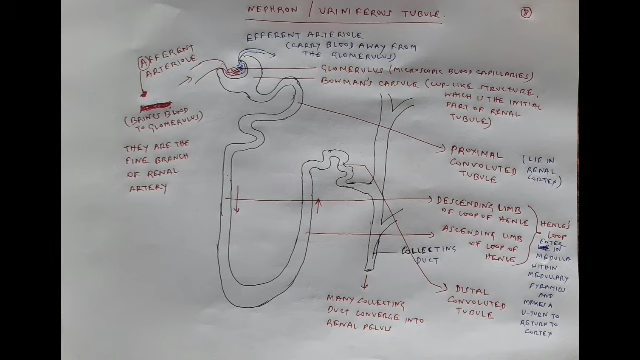 NEPHRON / URINIFEROUS TUBULE.
8
EFFERENT ARTERIOLE
(CARRY BLOOD AWAY FROM
THE GLOMERULUS)
AFFERENT
ARTERIOLE
(BRINGS BLOOD
TO GLOMERULUS)
THEY ARE THE
FINE BRANCH
OF RENAL
ARTERY
GLOMERULUS (MICROSCOPIC BLOOD CAPILLARIES)
BOWMAN'S CAPSULE (CUP-LIKE STRUCTURE,
WHICH IS THE INITIAL
PART OF RENAL
TUBULE)
PROXIMAL
CONVOLUTED
TUBULE
(LIE IN
RENAL
CORTEX)
DESCENDING LIMB
OF LOOP OF HENLE
ASCENDING LIMB
OF LOOP OF
HENLE
HENLE'S
LOOP
ENTER
IN
MEDULLA
WITHIN
MEDULLARY
PYRAMIDS
AND
MAKES A
U-TURN TO
RETURN TO
CORTEX
COLLECTING
DUCT
DISTAL
CONVOLUTED
TUBULE
MANY COLLECTING
DUCT CONVERGE INTO
RENAL PELVIS